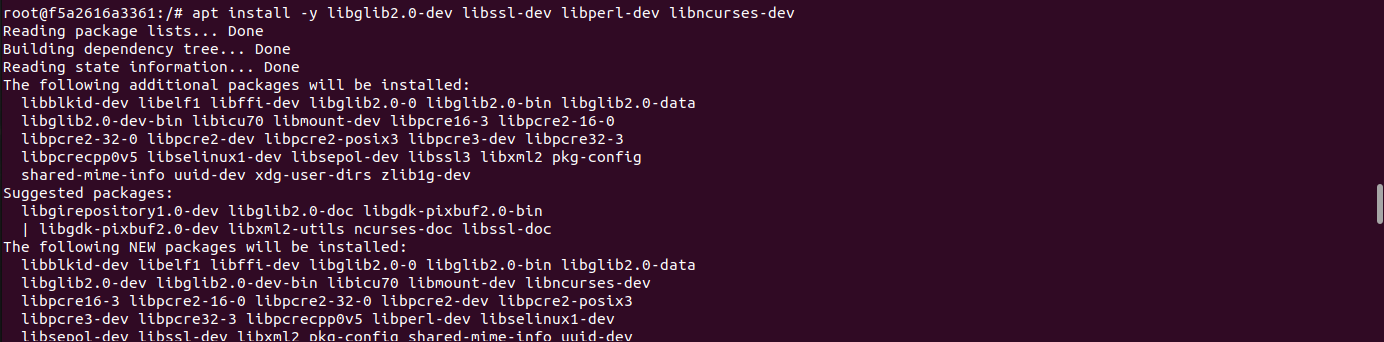 root@f5a2616a3361:/# apt install -y libglib2.0-dev libssl-dev libperl-dev libncurses-dev
Reading package lists... Done
Building dependency tree... Done
Reading state information... Done
The following additional packages will be installed:
  libblkid-dev libelf1 libffi-dev libglib2.0-0 libglib2.0-bin libglib2.0-data
  libglib2.0-dev-bin libicu70 libmount-dev libpcre16-3 libpcre2-16-0
  libpcre2-32-0 libpcre2-dev libpcre2-posix3 libpcre3-dev libpcre32-3
  libpcrecpp0v5 libselinux1-dev libsepol-dev libssl3 libxml2 pkg-config
  shared-mime-info uuid-dev xdg-user-dirs zlib1g-dev
Suggested packages:
  libgirepository1.0-dev libglib2.0-doc libgdk-pixbuf2.0-bin
  | libgdk-pixbuf2.0-dev libxml2-utils ncurses-doc libssl-doc
The following NEW packages will be installed:
  libblkid-dev libelf1 libffi-dev libglib2.0-0 libglib2.0-bin libglib2.0-data
  libglib2.0-dev libglib2.0-dev-bin libicu70 libmount-dev libncurses-dev
  libpcre16-3 libpcre2-16-0 libpcre2-32-0 libpcre2-dev libpcre2-posix3
  libpcre3-dev libpcre32-3 libpcrecpp0v5 libperl-dev libselinux1-dev
  libsepol-dev libssl-dev libxml2 pkg-config shared-mime-info uuid-dev